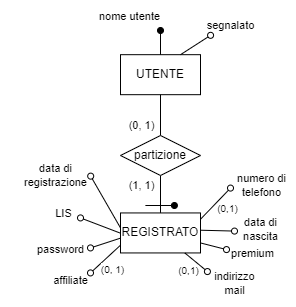 nome utente
segnalato
UTENTE
(0, 1)
partizione
(1, 1)
data di
registrazione
numero di
telefono
LIS
(0,1)
REGISTRATO
data di
nascita
password
premium
affiliate
(0, 1)
(0,1)
indirizzo
mail